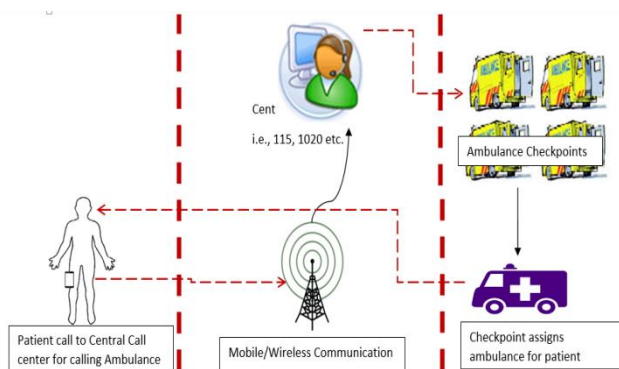 Cent
i.e., 115, 1020 etc.
Ambulance Checkpoints
Patient call to Central Call
center for calling Ambulance
Mobile/Wireless Communication
Checkpoint assigns
ambulance for patient